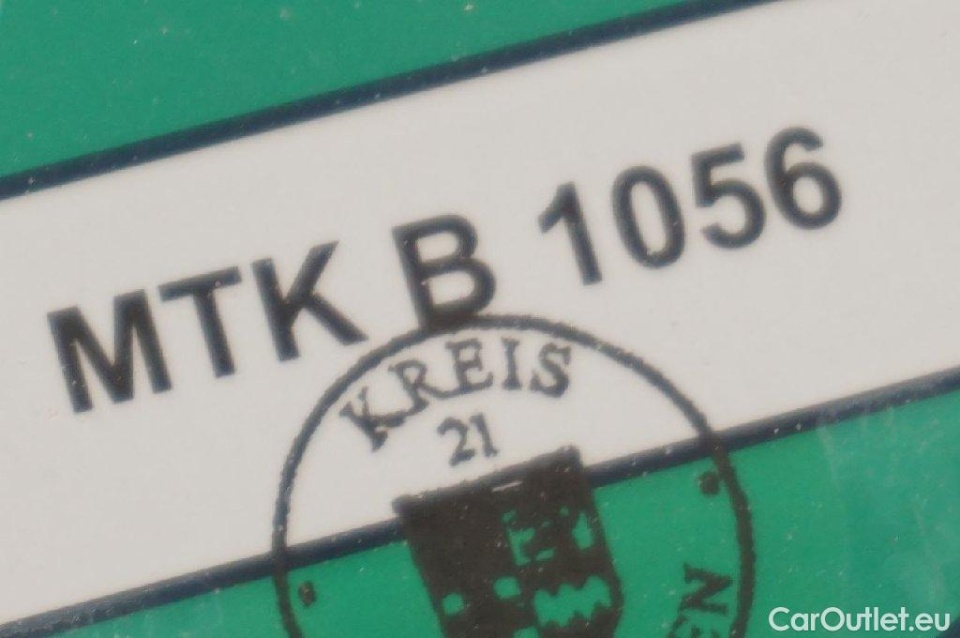 MTK B 1056
KREIS
21
CarOutlet.eu